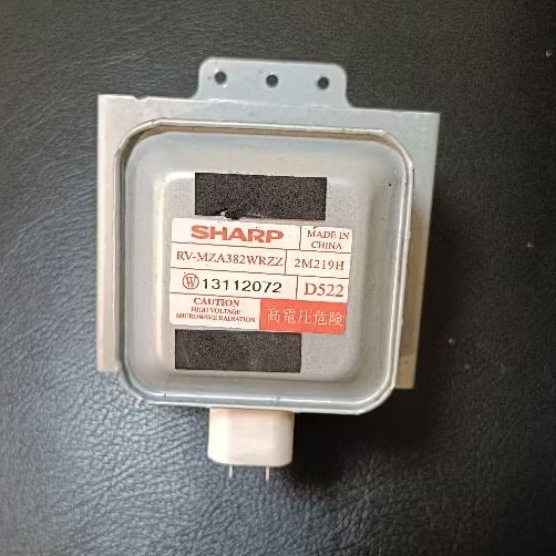 SHARP
MADE IN
CHINA
RV-MZA382WRZZ 2M219H
W 13112072 D522
CAUTION
HIGH VOLTAGE
MICROWAVE RADIATION
高電圧危険